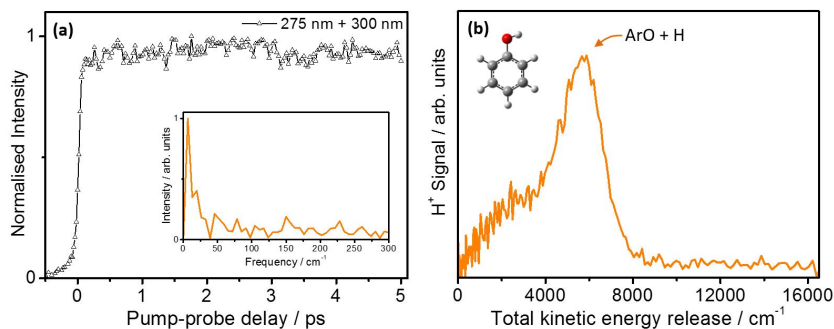 (a)
275 nm + 300 nm
1
0
Normalised Intensity
0
1
2
3
4
5
Pump-probe delay / ps
1
0
Intensity / arb. units
0
50
100
150
200
250
300
Frequency / cm⁻¹
(b)
ArO + H
H⁺ Signal / arb. units
0
4000
8000
12000
16000
Total kinetic energy release / cm⁻¹